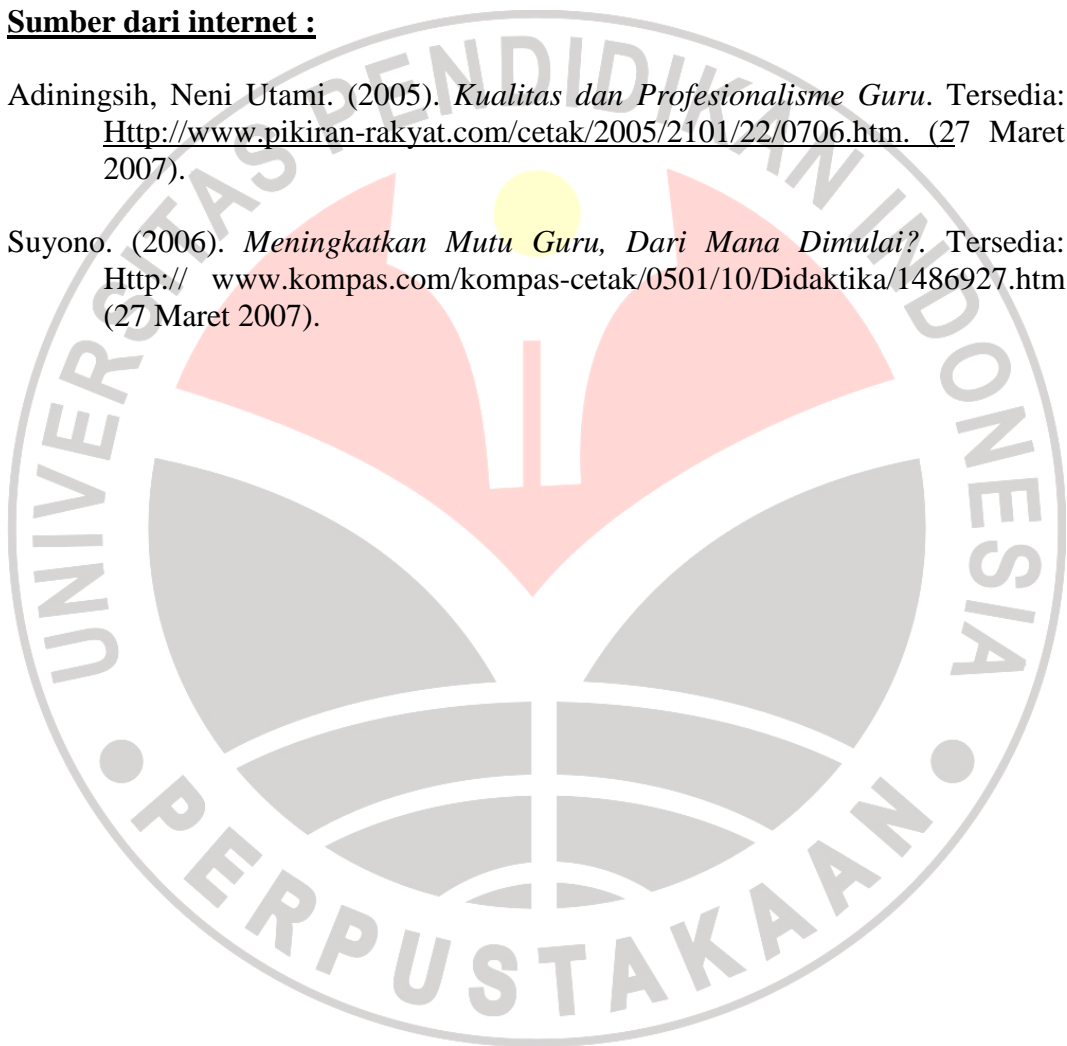 Sumber dari internet :
Adiningsih, Neni Utami. (2005). Kualitas dan Profesionalisme Guru. Tersedia:
Http://www.pikiran-rakyat.com/cetak/2005/2101/22/0706.htm. (27 Maret
2007).
Suyono. (2006). Meningkatkan Mutu Guru, Dari Mana Dimulai?. Tersedia:
Http:// www.kompas.com/kompas-cetak/0501/10/Didaktika/1486927.htm
(27 Maret 2007).
UNIVERSITAS PENDIDIKAN INDONESIA
PERPUSTAKAAN